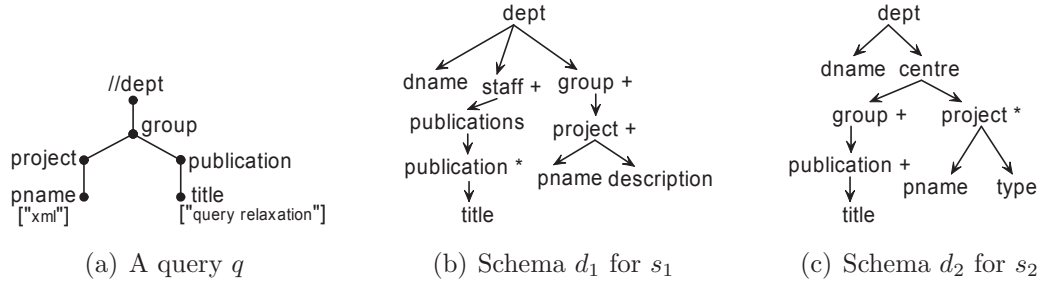 //dept
group
project
publication
pname
["xml"]
title
["query relaxation"]
(a) A query q
dept
dname
staff +
group +
publications
project +
publication *
pname
description
title
(b) Schema d1 for s1
dept
dname
centre
group +
project *
publication +
pname
type
title
(c) Schema d2 for s2